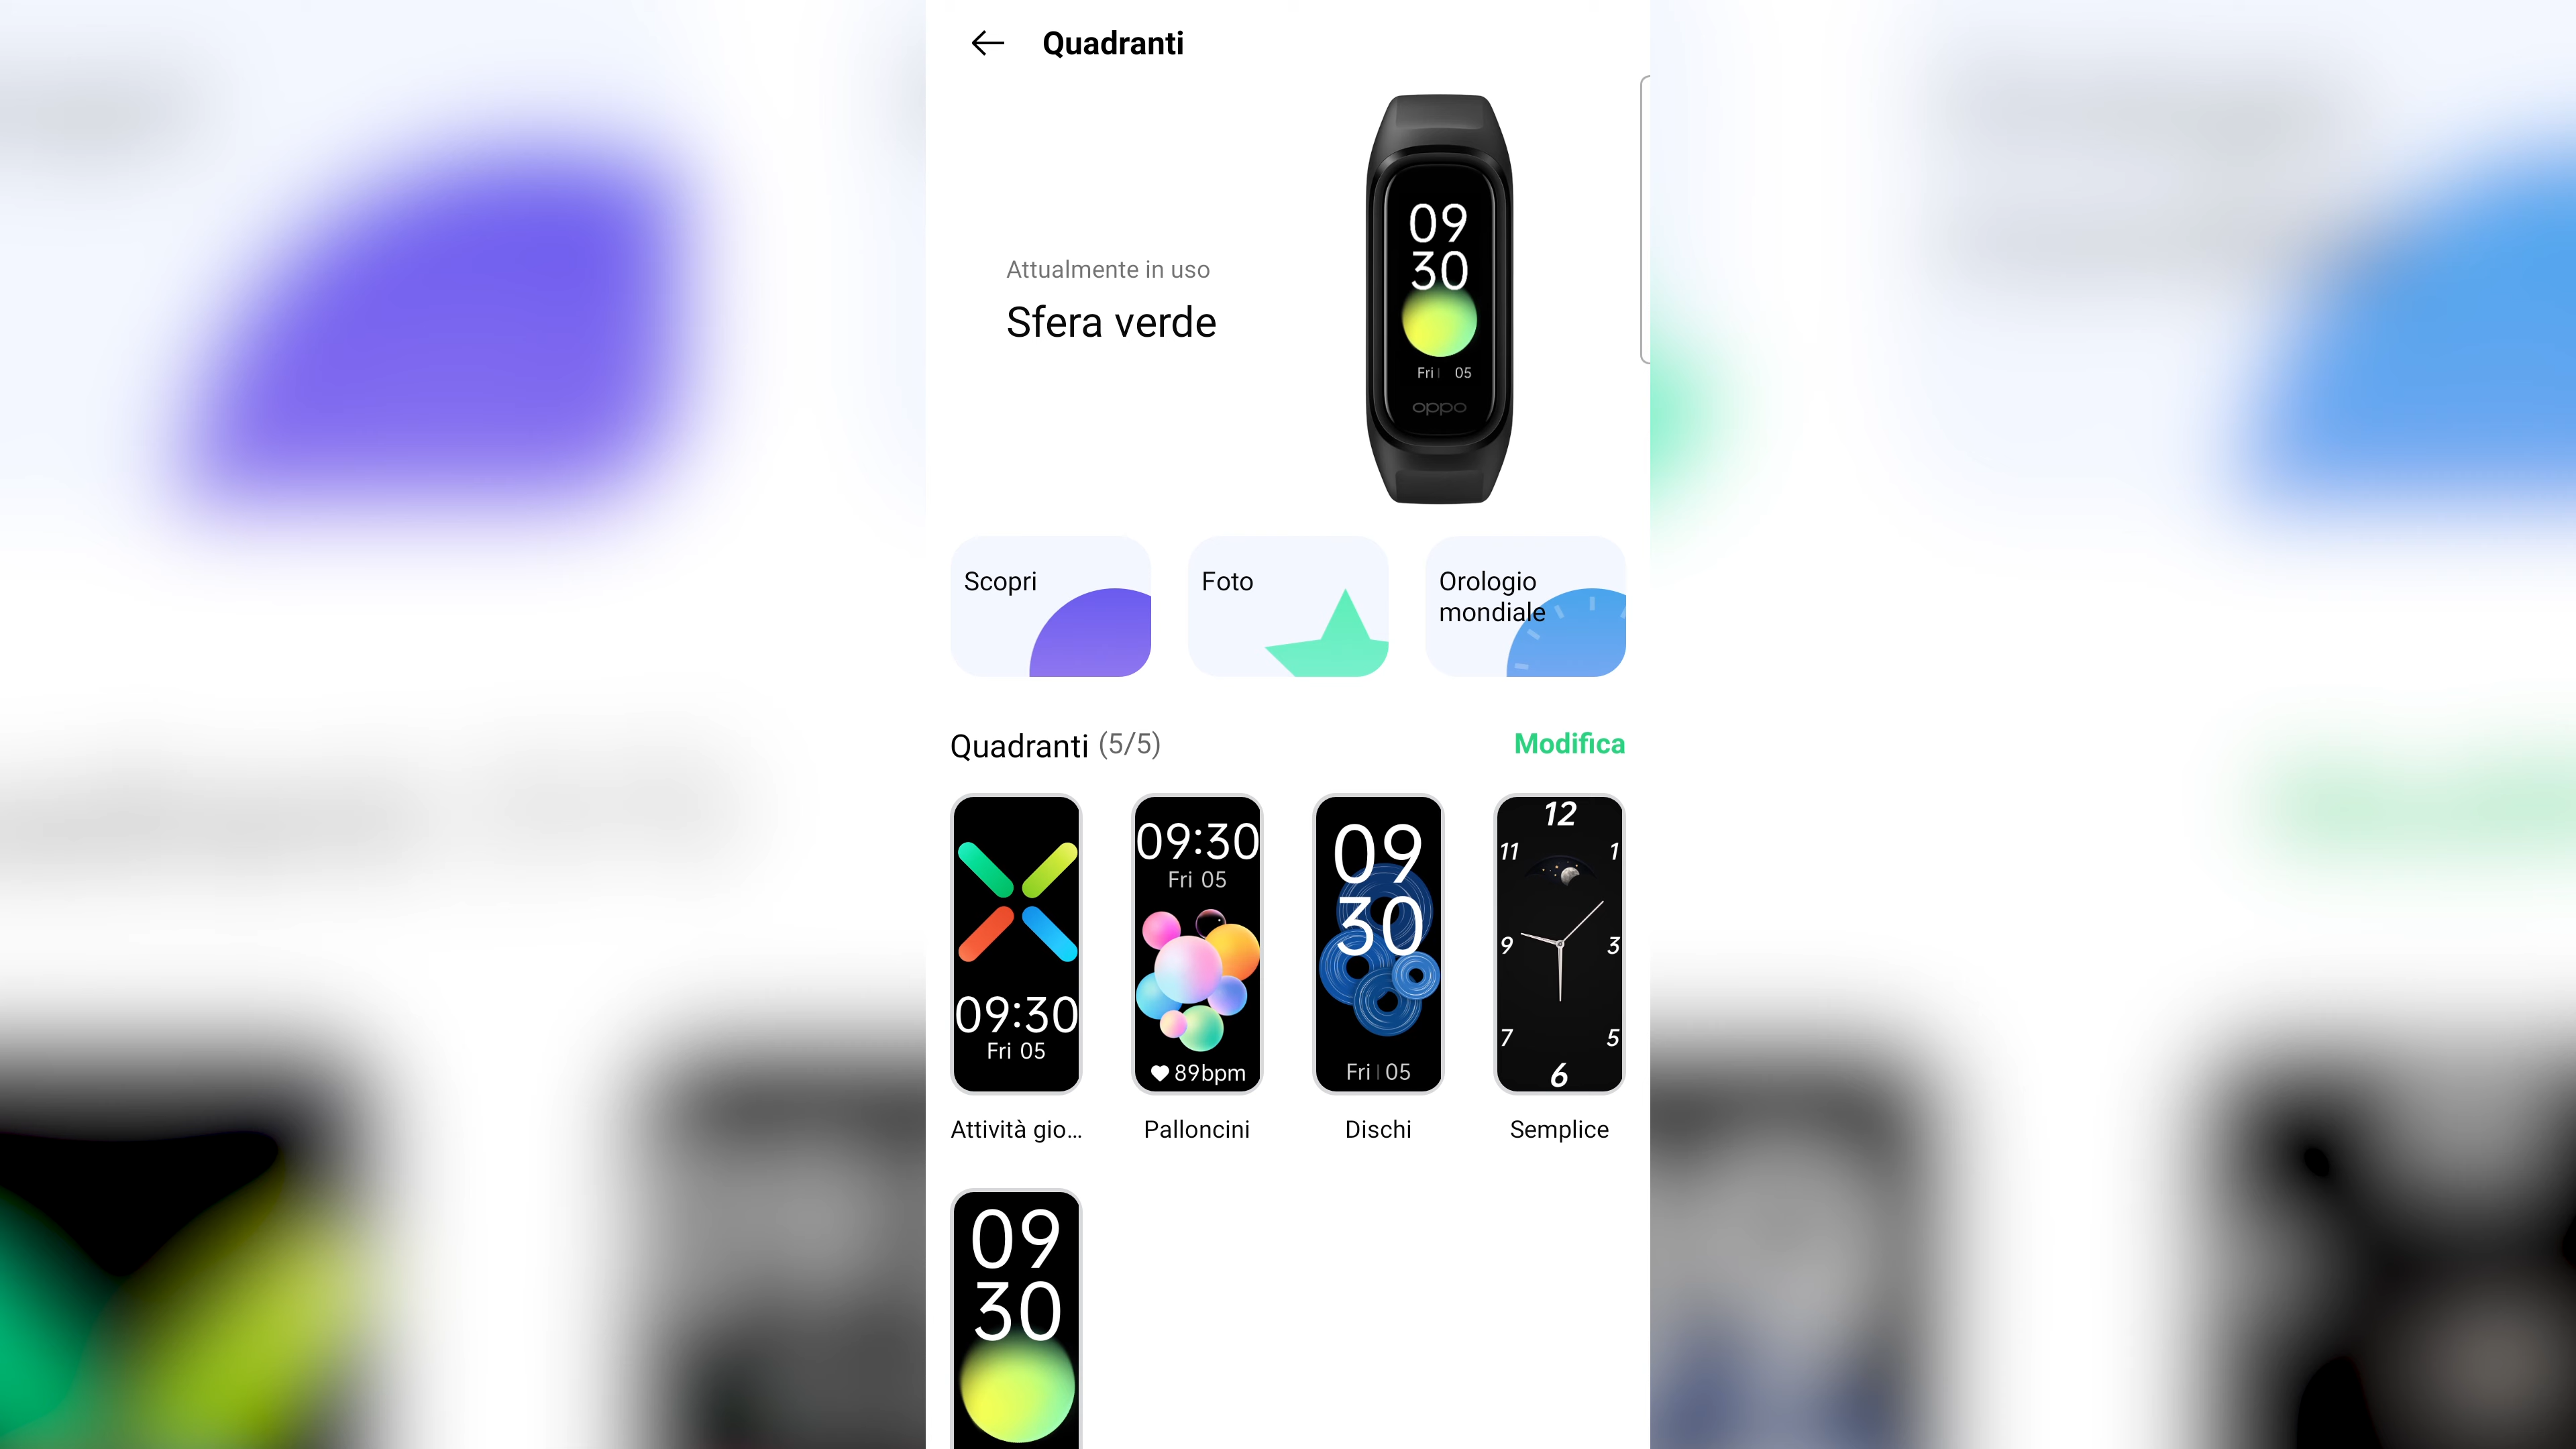 Quadranti
09
30
Fri 05
oppo
Attualmente in uso
Sfera verde
Scopri
Foto
Orologio
mondiale
Quadranti (5/5)
Modifica
09:30
Fri 05
Attività gio...
09:30
Fri 05
89bpm
Palloncini
09
30
Fri | 05
Dischi
12
11 1
9 3
7 5
6
Semplice
09
30